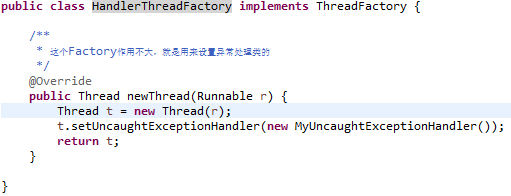 public class HandlerThreadFactory implements ThreadFactory {
/**
* 这个Factory作用不大，就是用来设置异常处理类的
*/
@Override
public Thread newThread(Runnable r) {
Thread t = new Thread(r);
t.setUncaughtExceptionHandler(new MyUncaughtExceptionHandler());
return t;
}
}